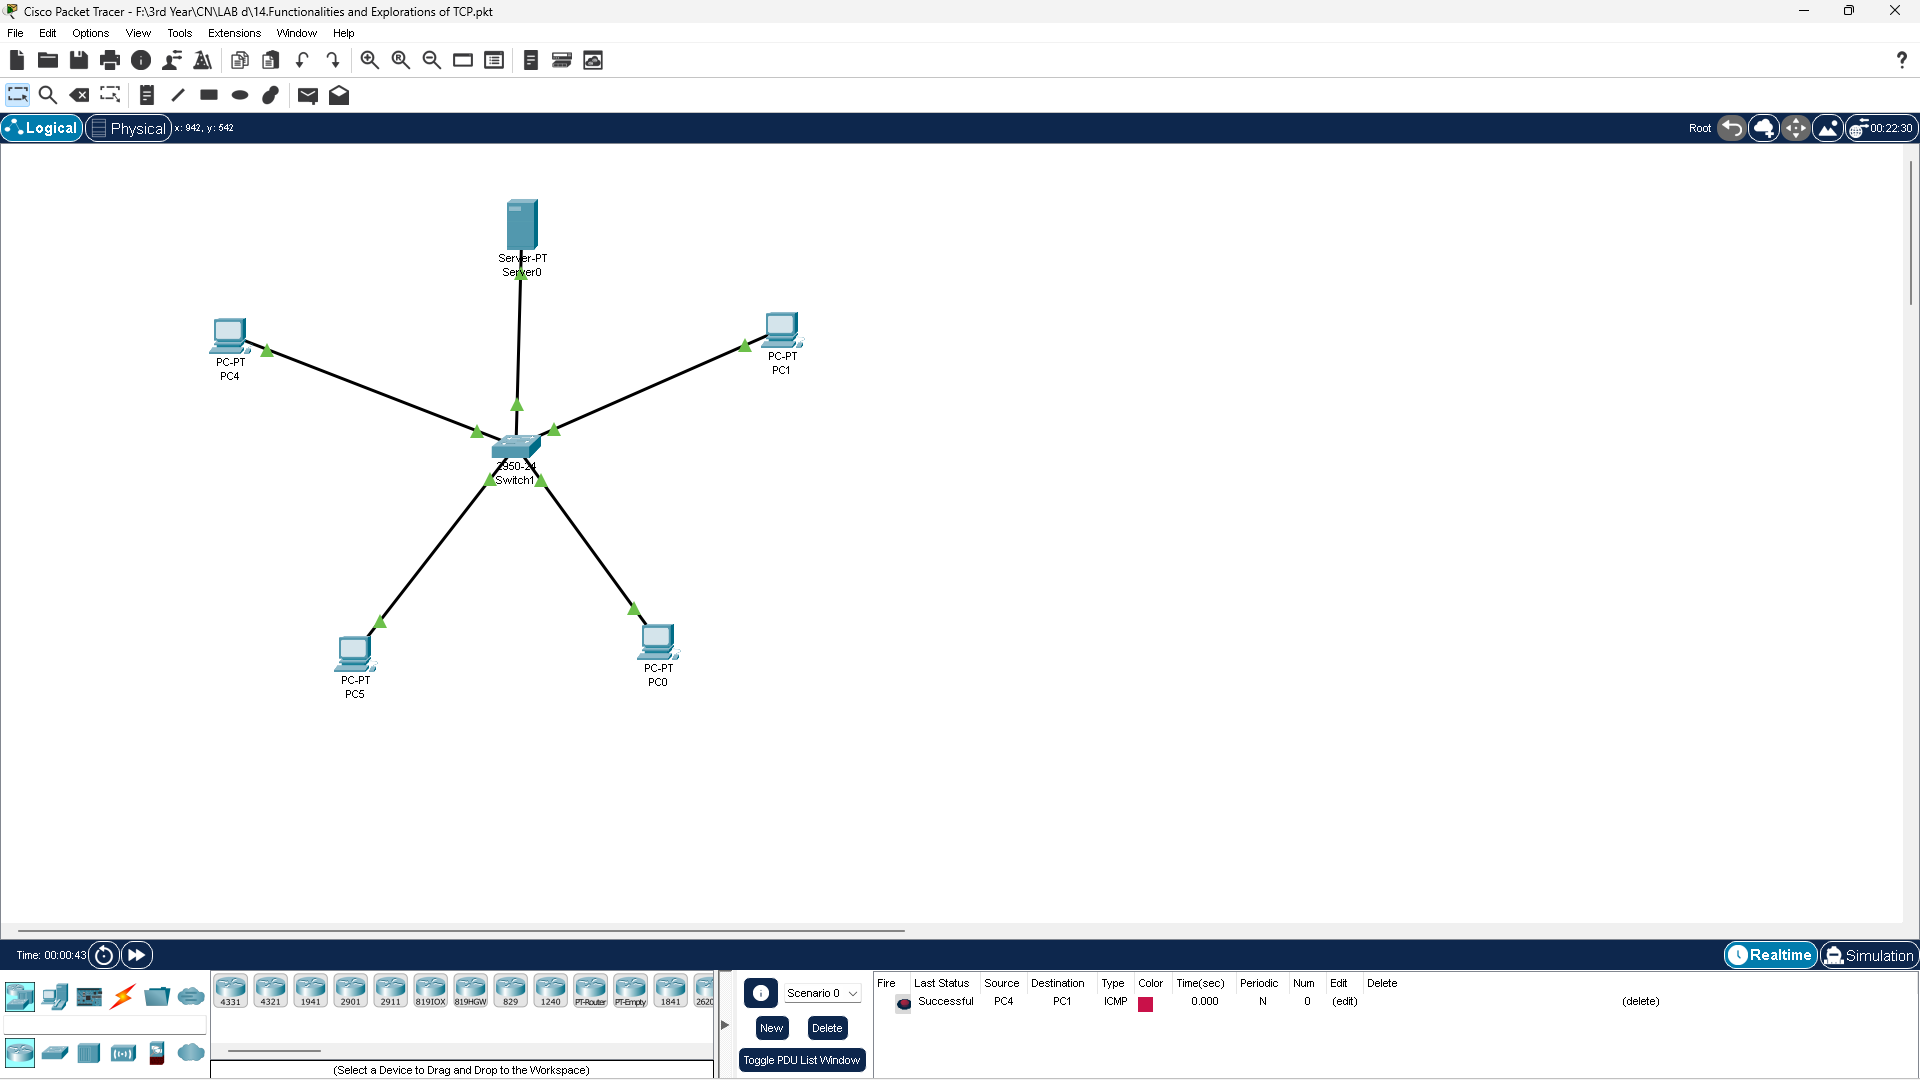 Cisco Packet Tracer - F:\3rd Year\CN\LAB d\14.Functionalities and Explorations of TCP.pkt
File Edit Options View Tools Extensions Window Help
?
Logical Physical x: 942, y: 542 Root 00:22:30
Server-PT
Server0
PC-PT
PC4
PC-PT
PC1
2950-24
Switch1
PC-PT
PC5
PC-PT
PC0
Time: 00:00:43 Realtime Simulation
4331 4321 1941 2901 2911 819IOX 819HGW 829 1240 PT-Router PT-Empty 1841 2620
(Select a Device to Drag and Drop to the Workspace)
Scenario 0
New Delete
Toggle PDU List Window
Fire Last Status Source Destination Type Color Time(sec) Periodic Num Edit Delete
Successful PC4 PC1 ICMP 0.000 N 0 (edit) (delete)